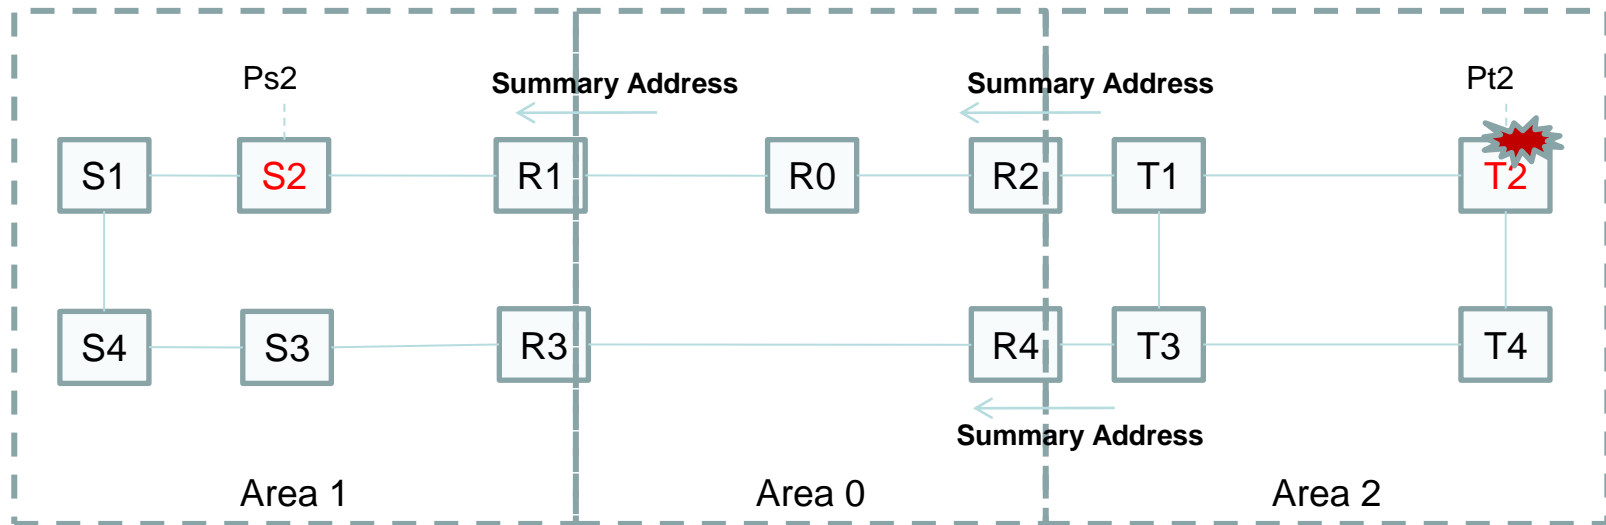 Ps2
Summary Address
Summary Address
Pt2
S1
S2
R1
R0
R2
T1
T2
S4
S3
R3
R4
T3
T4
Summary Address
Area 1
Area 0
Area 2